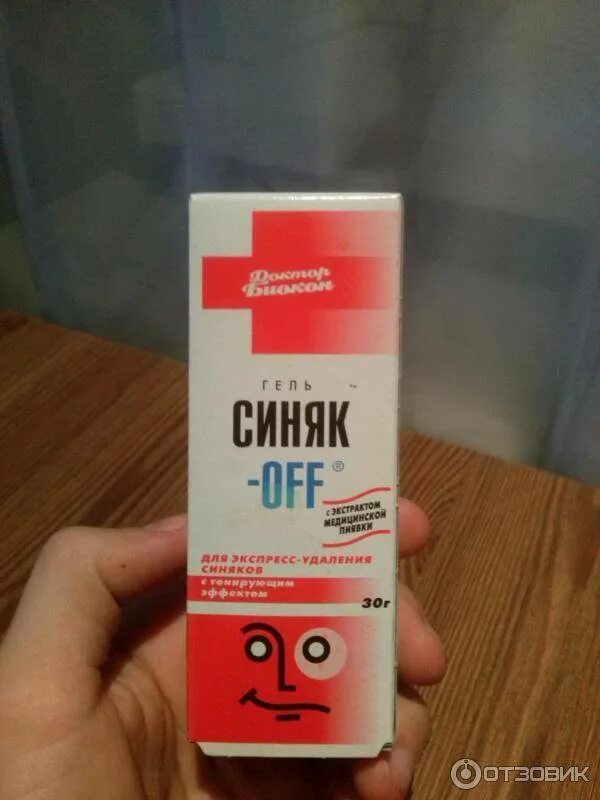 Доктор
Биокон
ГЕЛЬ
СИНЯК
-OFF®
с ЭКСТРАКТОМ
МЕДИЦИНСКОЙ
ПИЯВКИ
ДЛЯ ЭКСПРЕСС-УДАЛЕНИЯ
СИНЯКОВ
с тонирующим
эффектом
30г
ОТЗОВИК